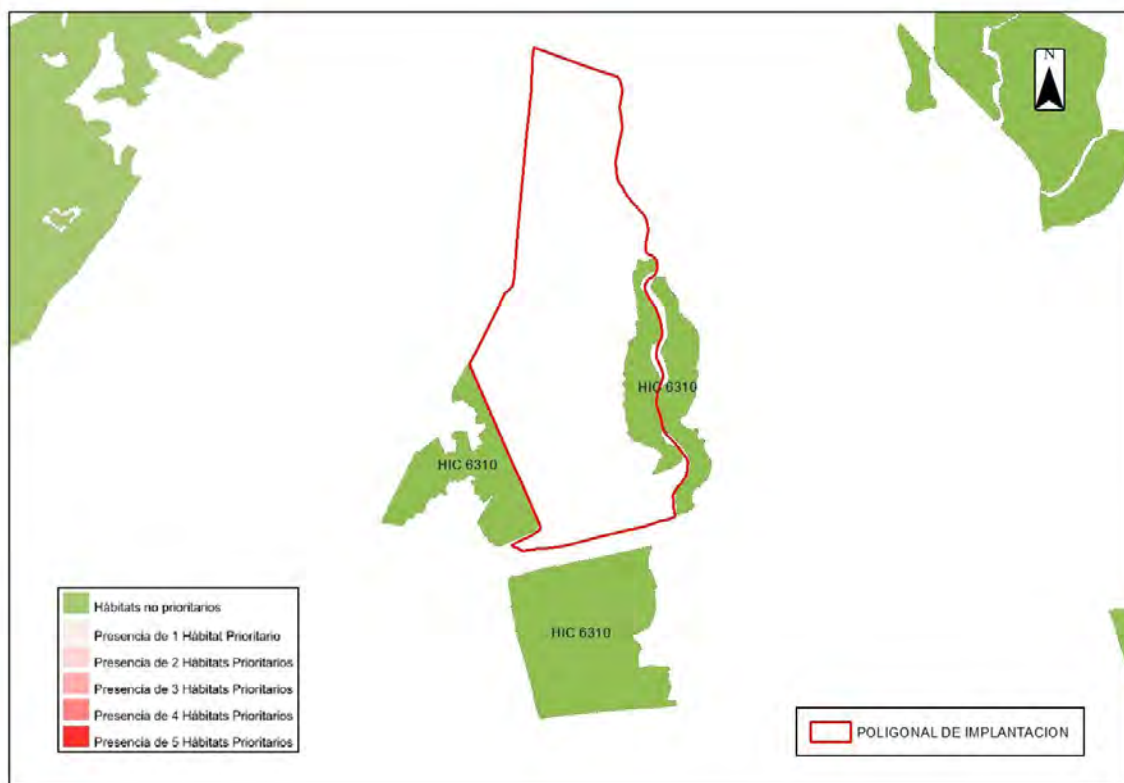 N
HIC 6310
HIC 6310
HIC 6310
Hábitats no prioritarios
Presencia de 1 Hábitat Prioritario
Presencia de 2 Hábitats Prioritarios
Presencia de 3 Hábitats Prioritarios
Presencia de 4 Hábitats Prioritarios
Presencia de 5 Hábitats Prioritarios
POLIGONAL DE IMPLANTACION